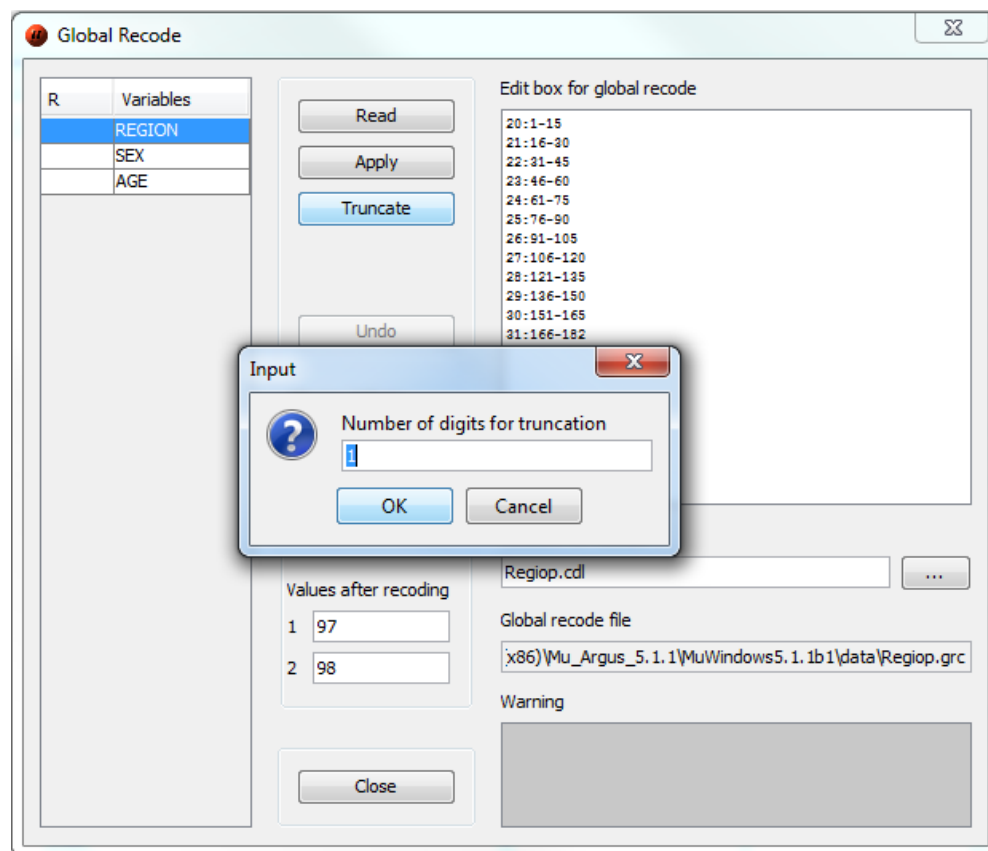 Global Recode
R Variables
REGION
SEX
AGE
Read
Apply
Truncate
Undo
Edit box for global recode
20:1-15
21:16-30
22:31-45
23:46-60
24:61-75
25:76-90
26:91-105
27:106-120
28:121-135
29:136-150
30:151-165
31:166-182
Input
Number of digits for truncation
1
OK Cancel
Values after recoding
1 97
2 98
Close
Regiop.cdl ...
Global recode file
x86)\Mu_Argus_5.1.1\MuWindows5.1.1b1\data\Regiop.grc
Warning